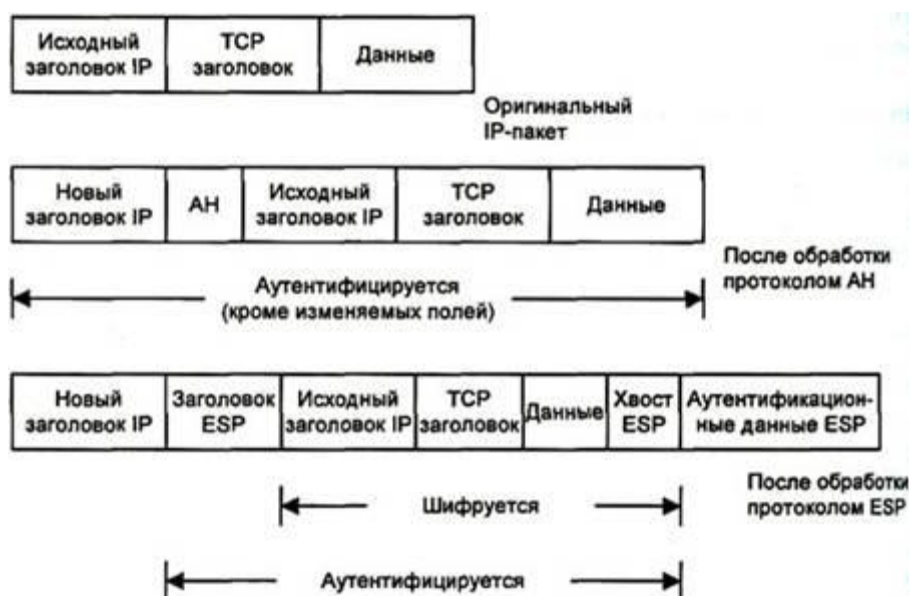 Исходный заголовок IP
TCP заголовок
Данные
Оригинальный
IP-пакет
Новый заголовок IP
АН
Исходный заголовок IP
TCP заголовок
Данные
После обработки
протоколом АН
Аутентифицируется
(кроме изменяемых полей)
Новый заголовок IP
Заголовок ESP
Исходный заголовок IP
TCP заголовок
Данные
Хвост ESP
Аутентификацион-
ные данные ESP
После обработки
протоколом ESP
Шифруется
Аутентифицируется